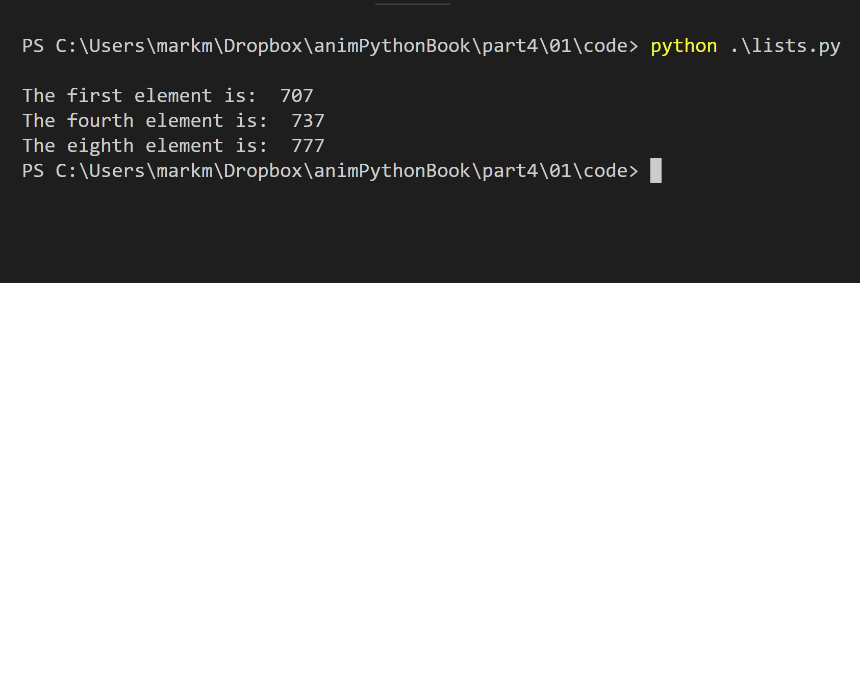 PS C:\Users\markm\Dropbox\animPythonBook\part4\01\code> python .\lists.py
The first element is:  707
The fourth element is:  737
The eighth element is:  777
PS C:\Users\markm\Dropbox\animPythonBook\part4\01\code>